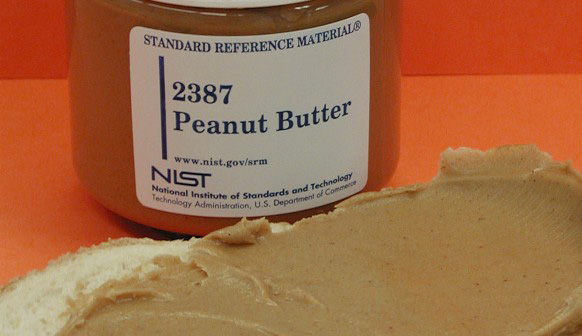 STANDARD REFERENCE MATERIAL®
2387
Peanut Butter
www.nist.gov/srm
NIST
National Institute of Standards and Technology
Technology Administration, U.S. Department of Commerce